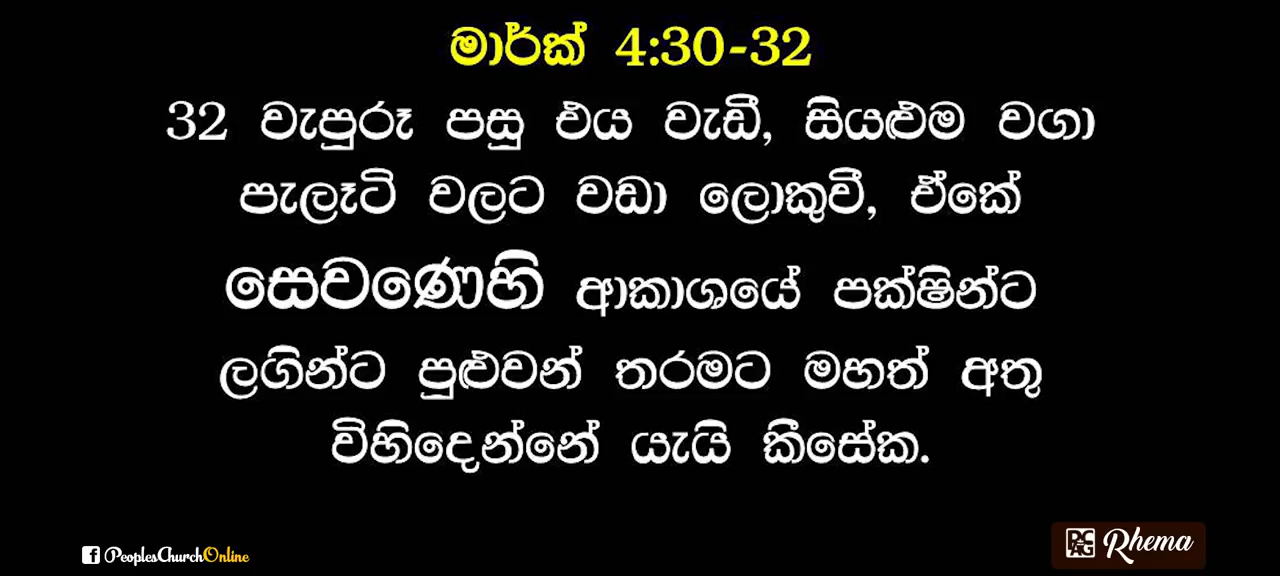 මාර්ක් 4:30-32
32 වැපුරූ පසු එය වැඩී, සියළුම වගා
පැලෑටි වලට වඩා ලොකුවී, ඒකේ
සෙවණෙහි ආකාශයේ පක්ෂින්ට
ලගින්ට පුළුවන් තරමට මහත් අතු
විහිදෙන්නේ යැයි කීසේක.
PeoplesChurchOnline
PCAG Rhema